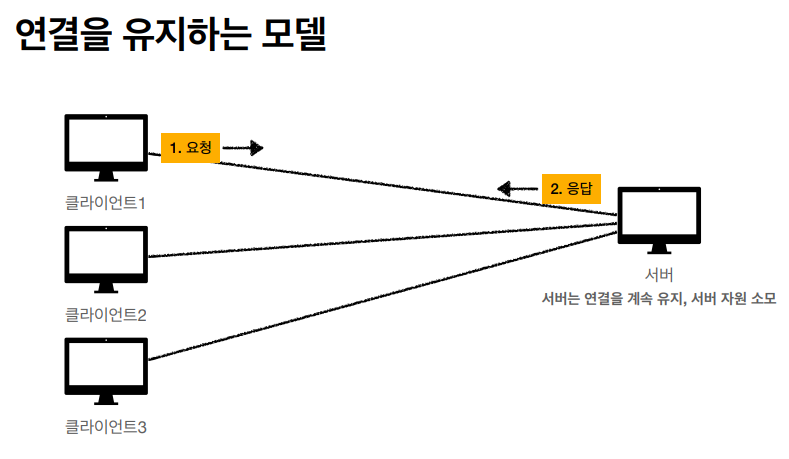 연결을 유지하는 모델
클라이언트1
1. 요청
2. 응답
클라이언트2
클라이언트3
서버
서버는 연결을 계속 유지, 서버 자원 소모